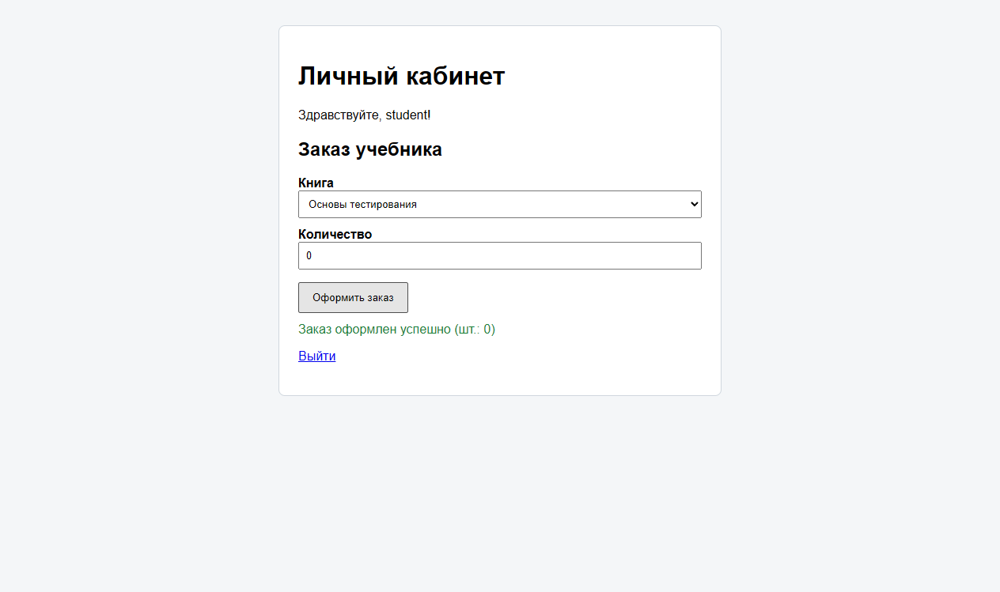 Личный кабинет
Здравствуйте, student!
Заказ учебника
Книга
Основы тестирования
Количество
0
Оформить заказ
Заказ оформлен успешно (шт.: 0)
Выйти